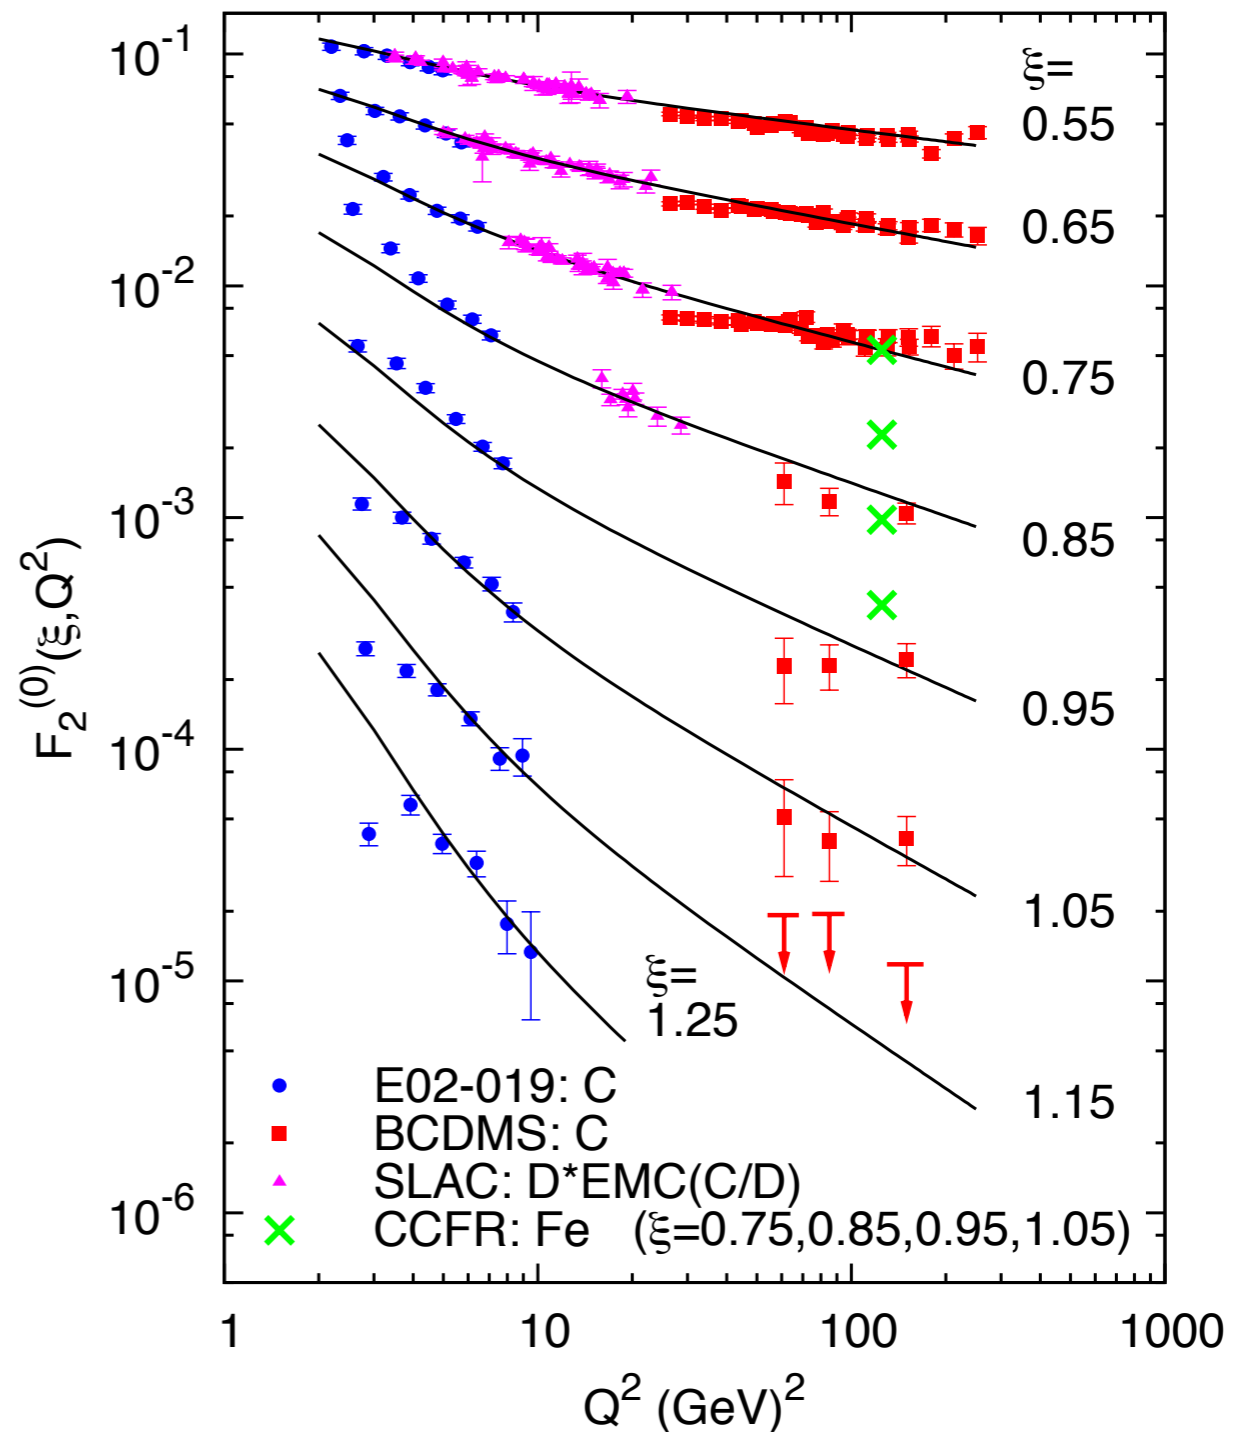 10⁻¹
10⁻²
10⁻³
10⁻⁴
10⁻⁵
10⁻⁶
F₂⁽⁰⁾(ξ,Q²)
ξ=
0.55
0.65
0.75
0.85
0.95
1.05
1.15
ξ=
1.25
E02-019: C
BCDMS: C
SLAC: D*EMC(C/D)
CCFR: Fe (ξ=0.75,0.85,0.95,1.05)
1 10 100 1000
Q² (GeV)²